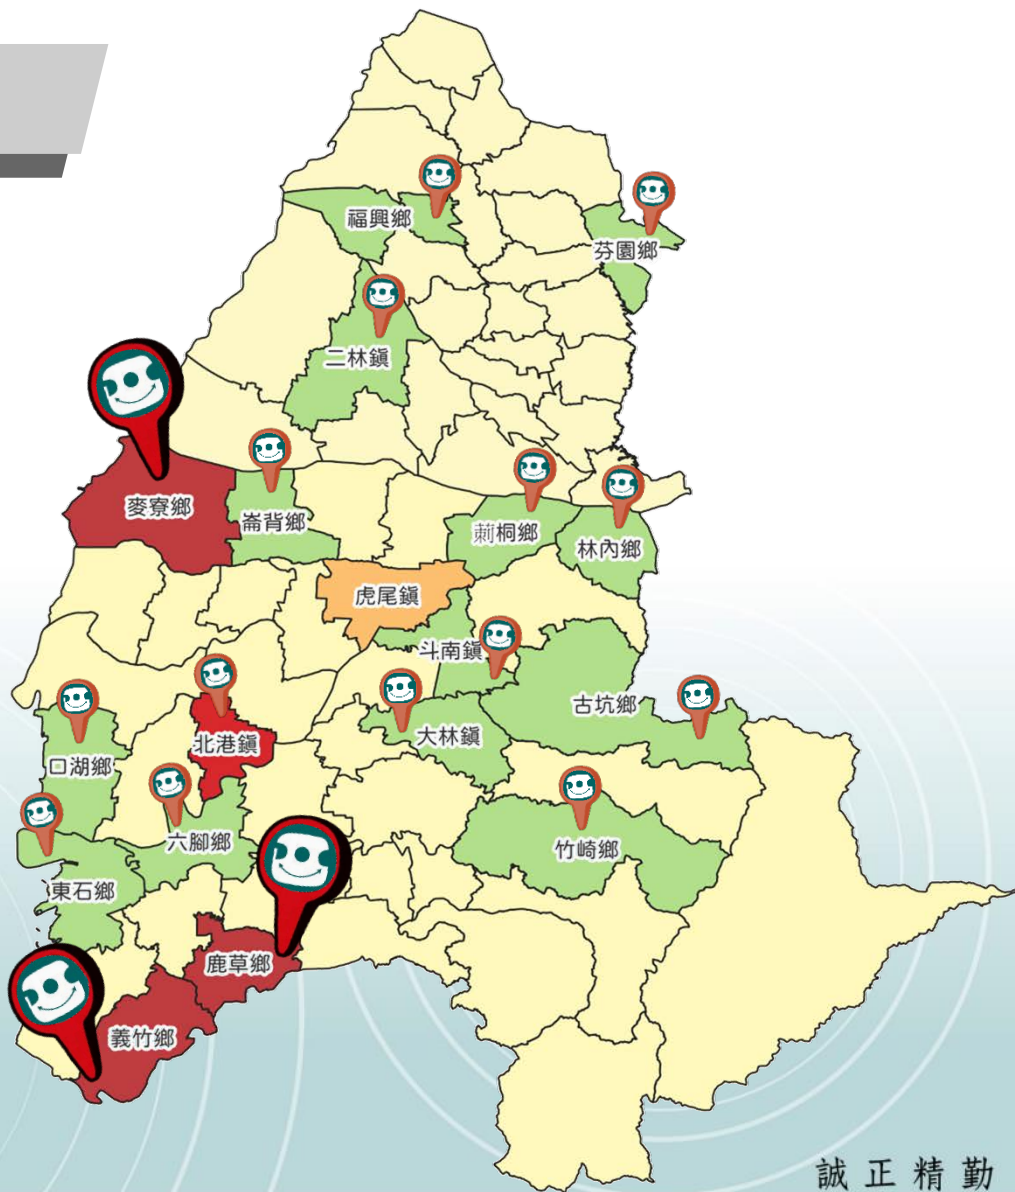 福興鄉
芬園鄉
二林鎮
麥寮鄉
崙背鄉
莿桐鄉
林內鄉
虎尾鎮
斗南鎮
古坑鄉
北港鎮
大林鎮
口湖鄉
六腳鄉
竹崎鄉
東石鄉
鹿草鄉
義竹鄉
誠正精勤